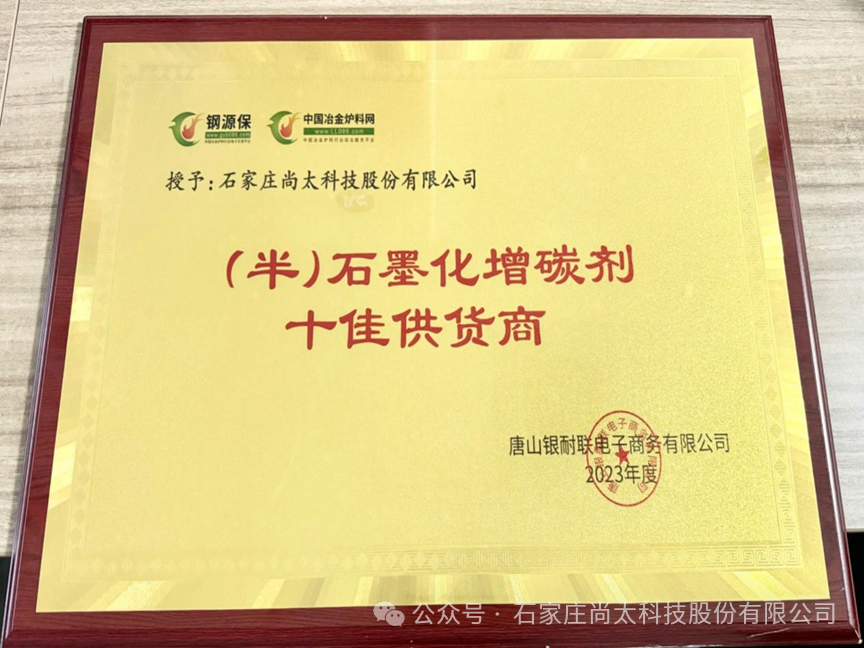 钢源保
中国冶金炉料网
授予：石家庄尚太科技股份有限公司
（半）石墨化增碳剂
十佳供货商
唐山银耐联电子商务有限公司
2023年度
公众号 · 石家庄尚太科技股份有限公司